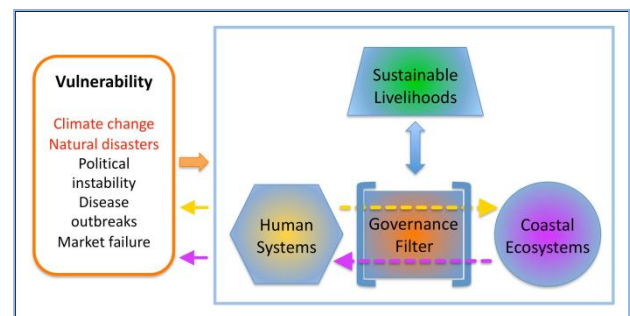 Vulnerability
Climate change
Natural disasters
Political
instability
Disease
outbreaks
Market failure
Sustainable
Livelihoods
Human
Systems
Governance
Filter
Coastal
Ecosystems